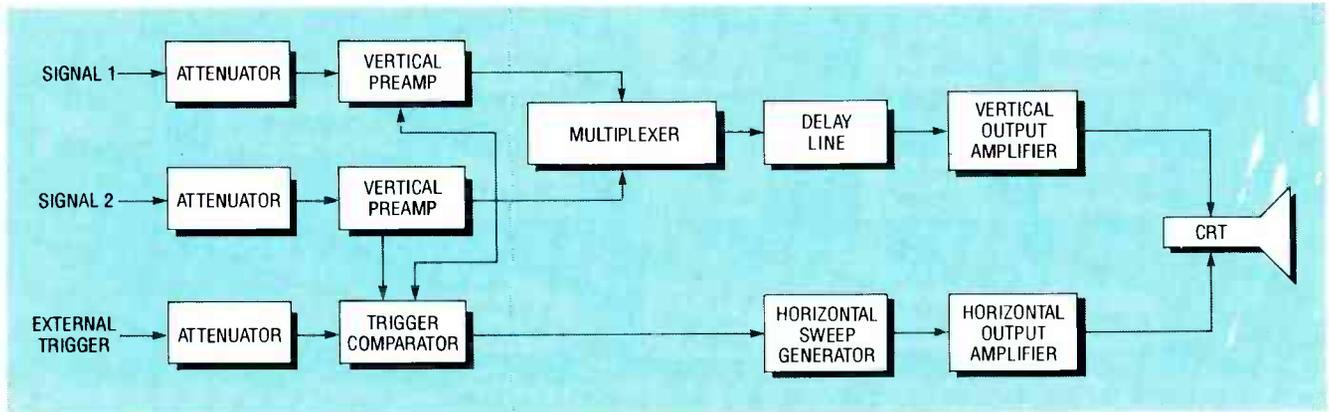 SIGNAL 1
ATTENUATOR
VERTICAL
PREAMP
MULTIPLEXER
DELAY
LINE
VERTICAL
OUTPUT
AMPLIFIER
SIGNAL 2
ATTENUATOR
VERTICAL
PREAMP
CRT
EXTERNAL
TRIGGER
ATTENUATOR
TRIGGER
COMPARATOR
HORIZONTAL
SWEEP
GENERATOR
HORIZONTAL
OUTPUT
AMPLIFIER